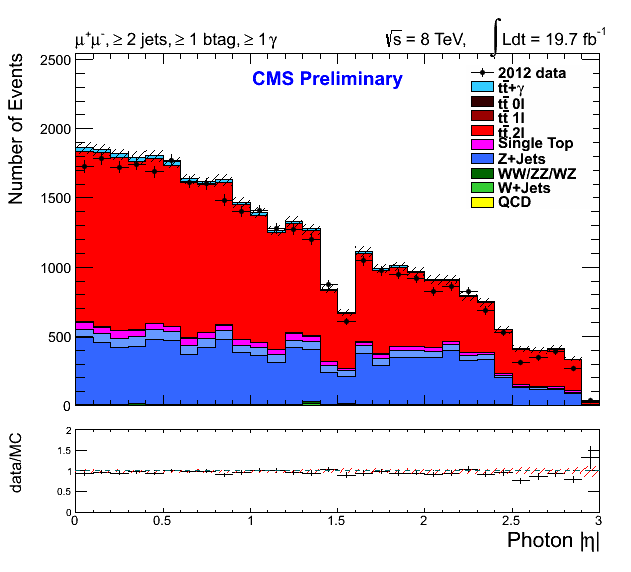 μ⁺μ⁻, ≥ 2 jets, ≥ 1 btag, ≥ 1 γ
√s = 8 TeV, ∫ Ldt = 19.7 fb⁻¹
CMS Preliminary
2012 data
tt̄+γ
tt̄ 0l
tt̄ 1l
tt̄ 2l
Single Top
Z+Jets
WW/ZZ/WZ
W+Jets
QCD
Number of Events
2500
2000
1500
1000
500
0
data/MC
2
1.5
1
0.5
0
0 0.5 1 1.5 2 2.5 3
Photon |η|